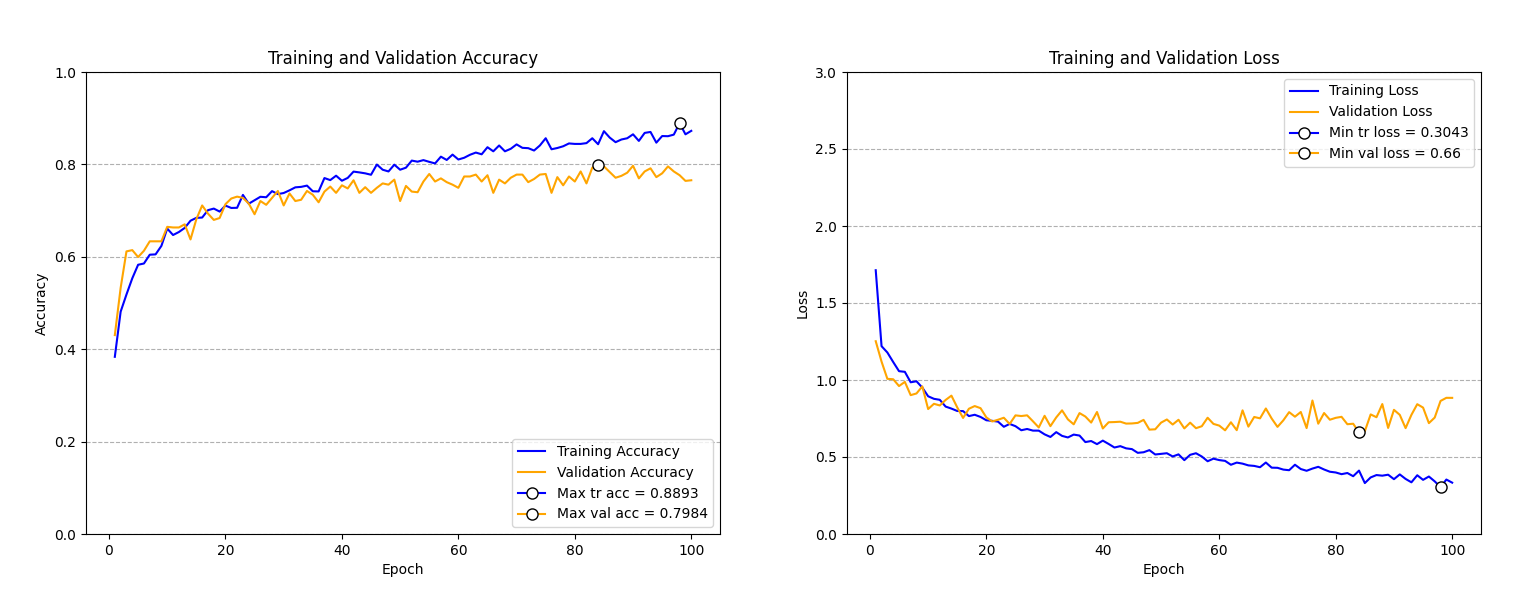 Training and Validation Accuracy
1.0
0.8
0.6
0.4
0.2
0.0
Accuracy
Training Accuracy
Validation Accuracy
Max tr acc = 0.8893
Max val acc = 0.7984
0 20 40 60 80 100
Epoch
Training and Validation Loss
3.0
2.5
2.0
1.5
1.0
0.5
0.0
Loss
Training Loss
Validation Loss
Min tr loss = 0.3043
Min val loss = 0.66
0 20 40 60 80 100
Epoch